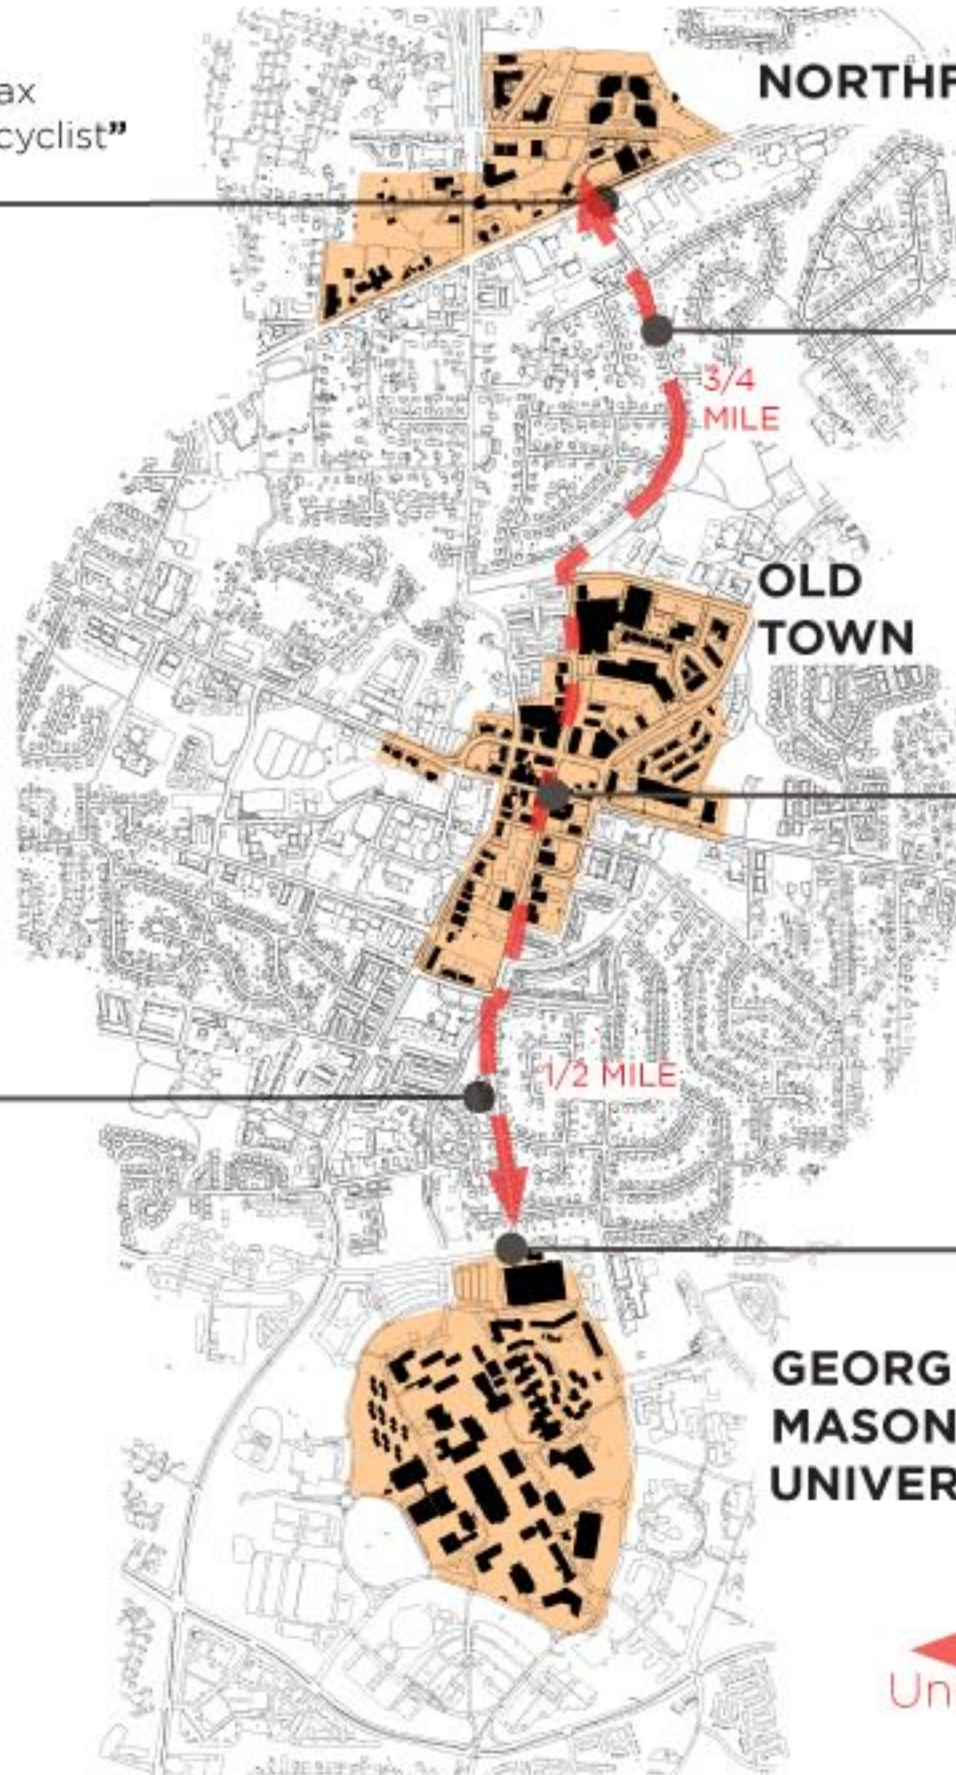 ax
cyclist”
NORTHF
3/4
MILE
OLD
TOWN
1/2 MILE
GEORG
MASON
UNIVER
Un